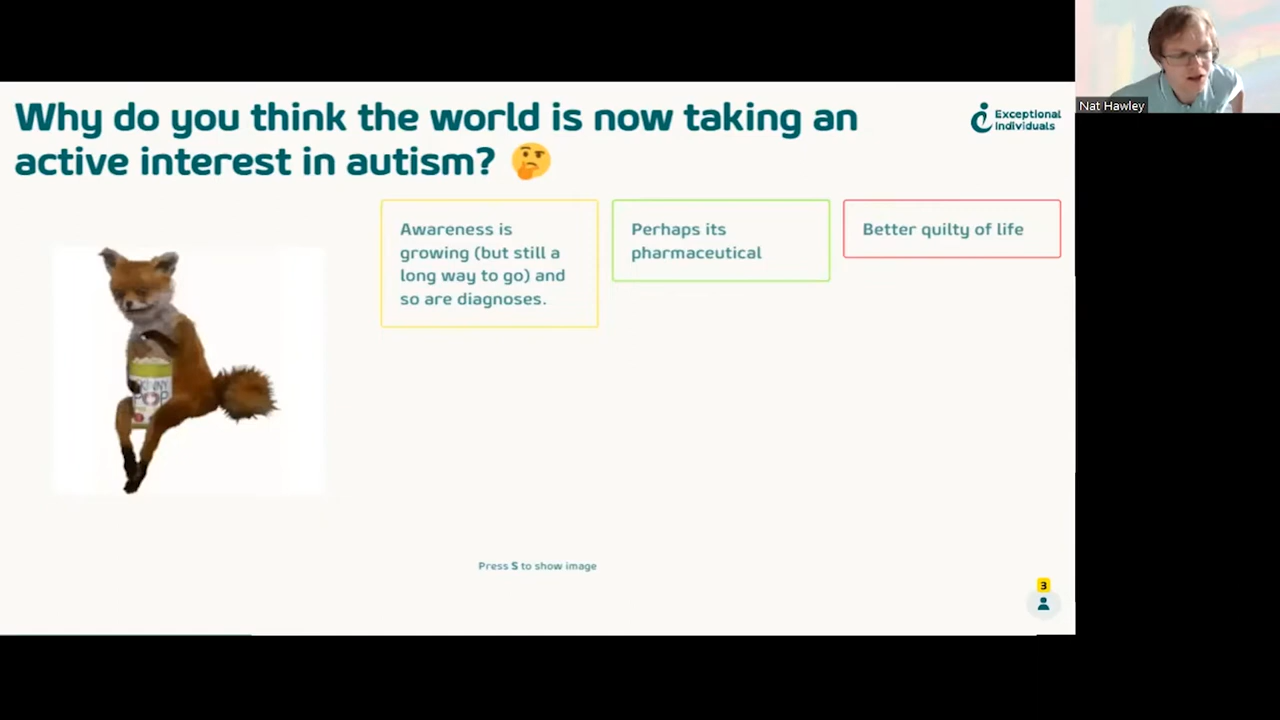 Why do you think the world is now taking an
active interest in autism? 🤔
Exceptional
Individuals
Nat Hawley
Awareness is
growing (but still a
long way to go) and
so are diagnoses.
Perhaps its
pharmaceutical
Better quilty of life
POP
Press S to show image
3